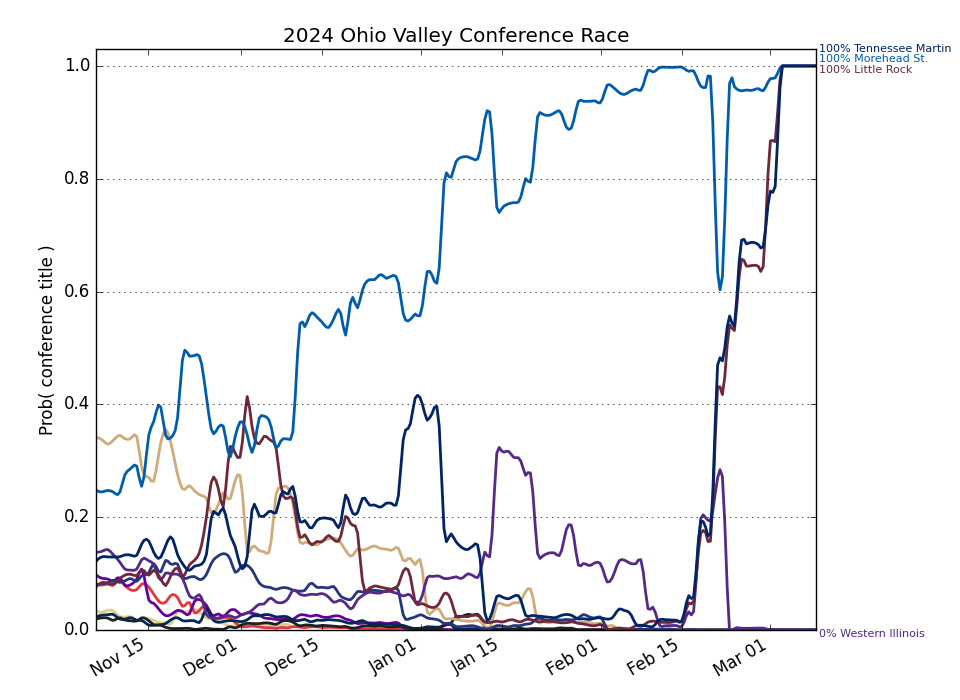 2024 Ohio Valley Conference Race
100% Tennessee Martin
100% Morehead St.
100% Little Rock
1.0
0.8
0.6
0.4
0.2
0.0
Prob( conference title )
0% Western Illinois
Nov 15
Dec 01
Dec 15
Jan 01
Jan 15
Feb 01
Feb 15
Mar 01